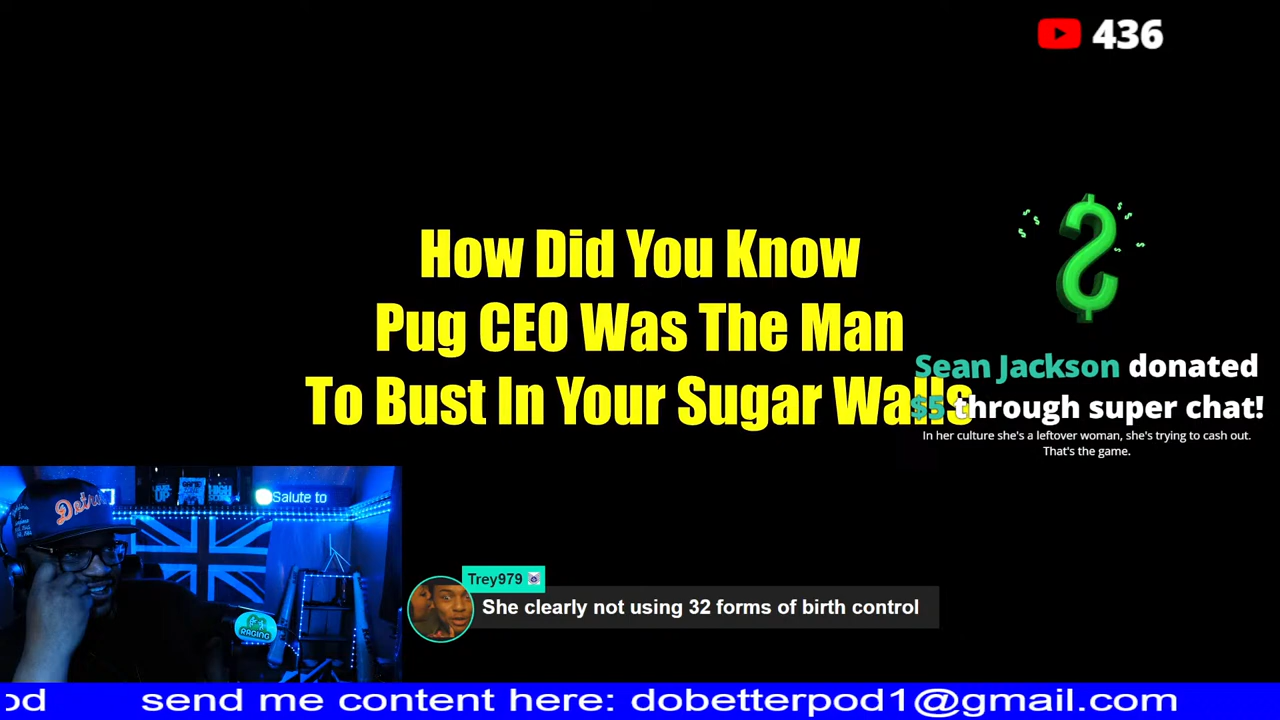 436
How Did You Know
Pug CEO Was The Man
To Bust In Your Sugar Walls
Sean Jackson donated
$5 through super chat!
In her culture she's a leftover woman, she's trying to cash out.
That's the game.
Salute to
RAGING
Trey979
She clearly not using 32 forms of birth control
od send me content here: dobetterpod1@gmail.com